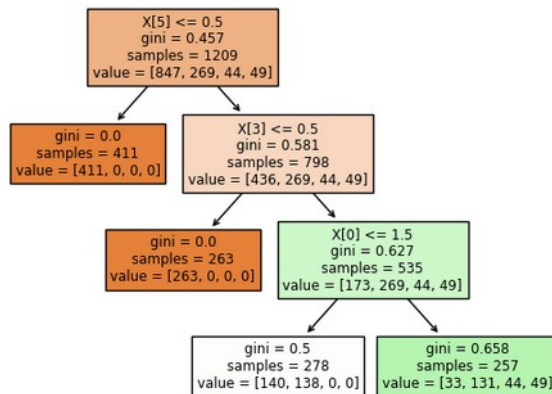 X[5] <= 0.5
gini = 0.457
samples = 1209
value = [847, 269, 44, 49]
gini = 0.0
samples = 411
value = [411, 0, 0, 0]
X[3] <= 0.5
gini = 0.581
samples = 798
value = [436, 269, 44, 49]
gini = 0.0
samples = 263
value = [263, 0, 0, 0]
X[0] <= 1.5
gini = 0.627
samples = 535
value = [173, 269, 44, 49]
gini = 0.5
samples = 278
value = [140, 138, 0, 0]
gini = 0.658
samples = 257
value = [33, 131, 44, 49]